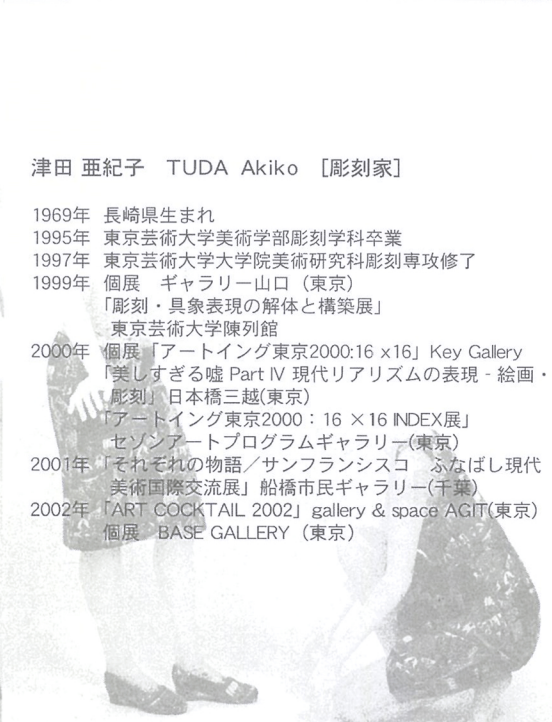 津田 亜紀子　TUDA Akiko　[彫刻家]
1969年 長崎県生まれ
1995年 東京芸術大学美術学部彫刻学科卒業
1997年 東京芸術大学大学院美術研究科彫刻専攻修了
1999年 個展　ギャラリー山口（東京）
「彫刻・具象表現の解体と構築展」
東京芸術大学陳列館
2000年 個展「アートイング東京2000:16 x16」Key Gallery
「美しすぎる嘘 Part Ⅳ 現代リアリズムの表現 - 絵画・
彫刻」日本橋三越(東京)
「アートイング東京2000：16 ×16 INDEX展」
セゾンアートプログラムギャラリー(東京)
2001年 「それぞれの物語／サンフランシスコ　ふなばし現代
美術国際交流展」船橋市民ギャラリー(千葉)
2002年 「ART COCKTAIL 2002」gallery & space AGIT(東京)
個展　BASE GALLERY（東京）